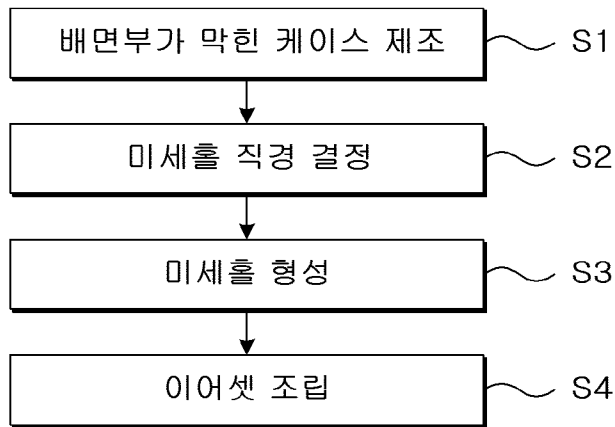 배면부가 막힌 케이스 제조 S1
미세홀 직경 결정 S2
미세홀 형성 S3
이어셋 조립 S4